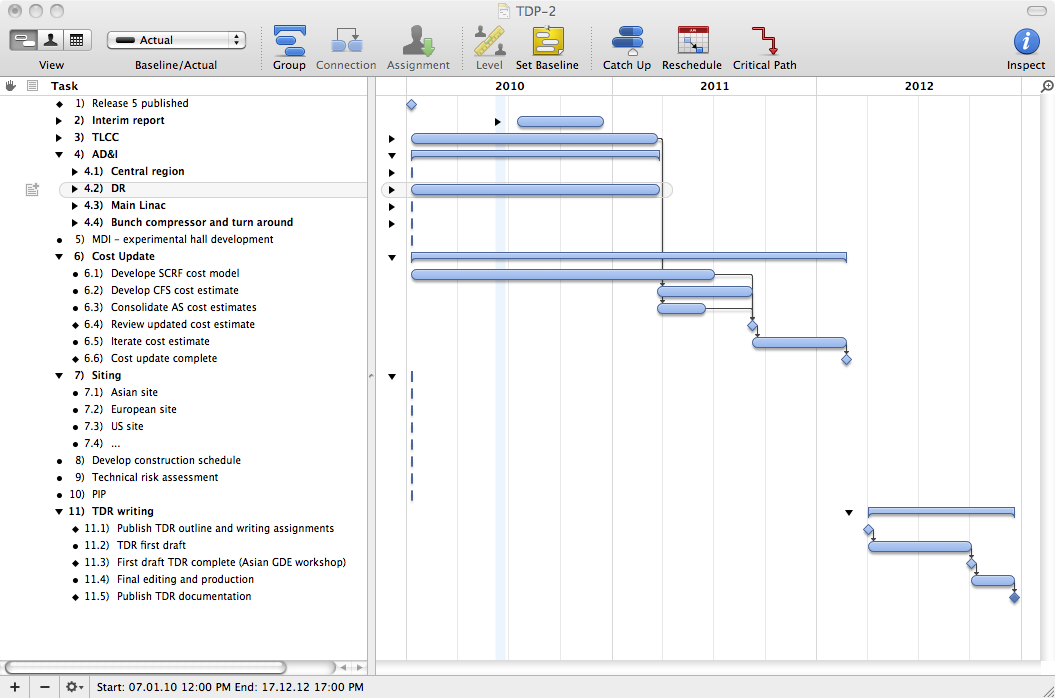 TDP-2
Actual
View
Baseline/Actual
Group
Connection
Assignment
Level
Set Baseline
Catch Up
Reschedule
Critical Path
Inspect
Task
2010
2011
2012
1) Release 5 published
2) Interim report
3) TLCC
4) AD&I
4.1) Central region
4.2) DR
4.3) Main Linac
4.4) Bunch compressor and turn around
5) MDI - experimental hall development
6) Cost Update
6.1) Develope SCRF cost model
6.2) Develop CFS cost estimate
6.3) Consolidate AS cost estimates
6.4) Review updated cost estimate
6.5) Iterate cost estimate
6.6) Cost update complete
7) Siting
7.1) Asian site
7.2) European site
7.3) US site
7.4) ...
8) Develop construction schedule
9) Technical risk assessment
10) PIP
11) TDR writing
11.1) Publish TDR outline and writing assignments
11.2) TDR first draft
11.3) First draft TDR complete (Asian GDE workshop)
11.4) Final editing and production
11.5) Publish TDR documentation
Start: 07.01.10 12:00 PM End: 17.12.12 17:00 PM